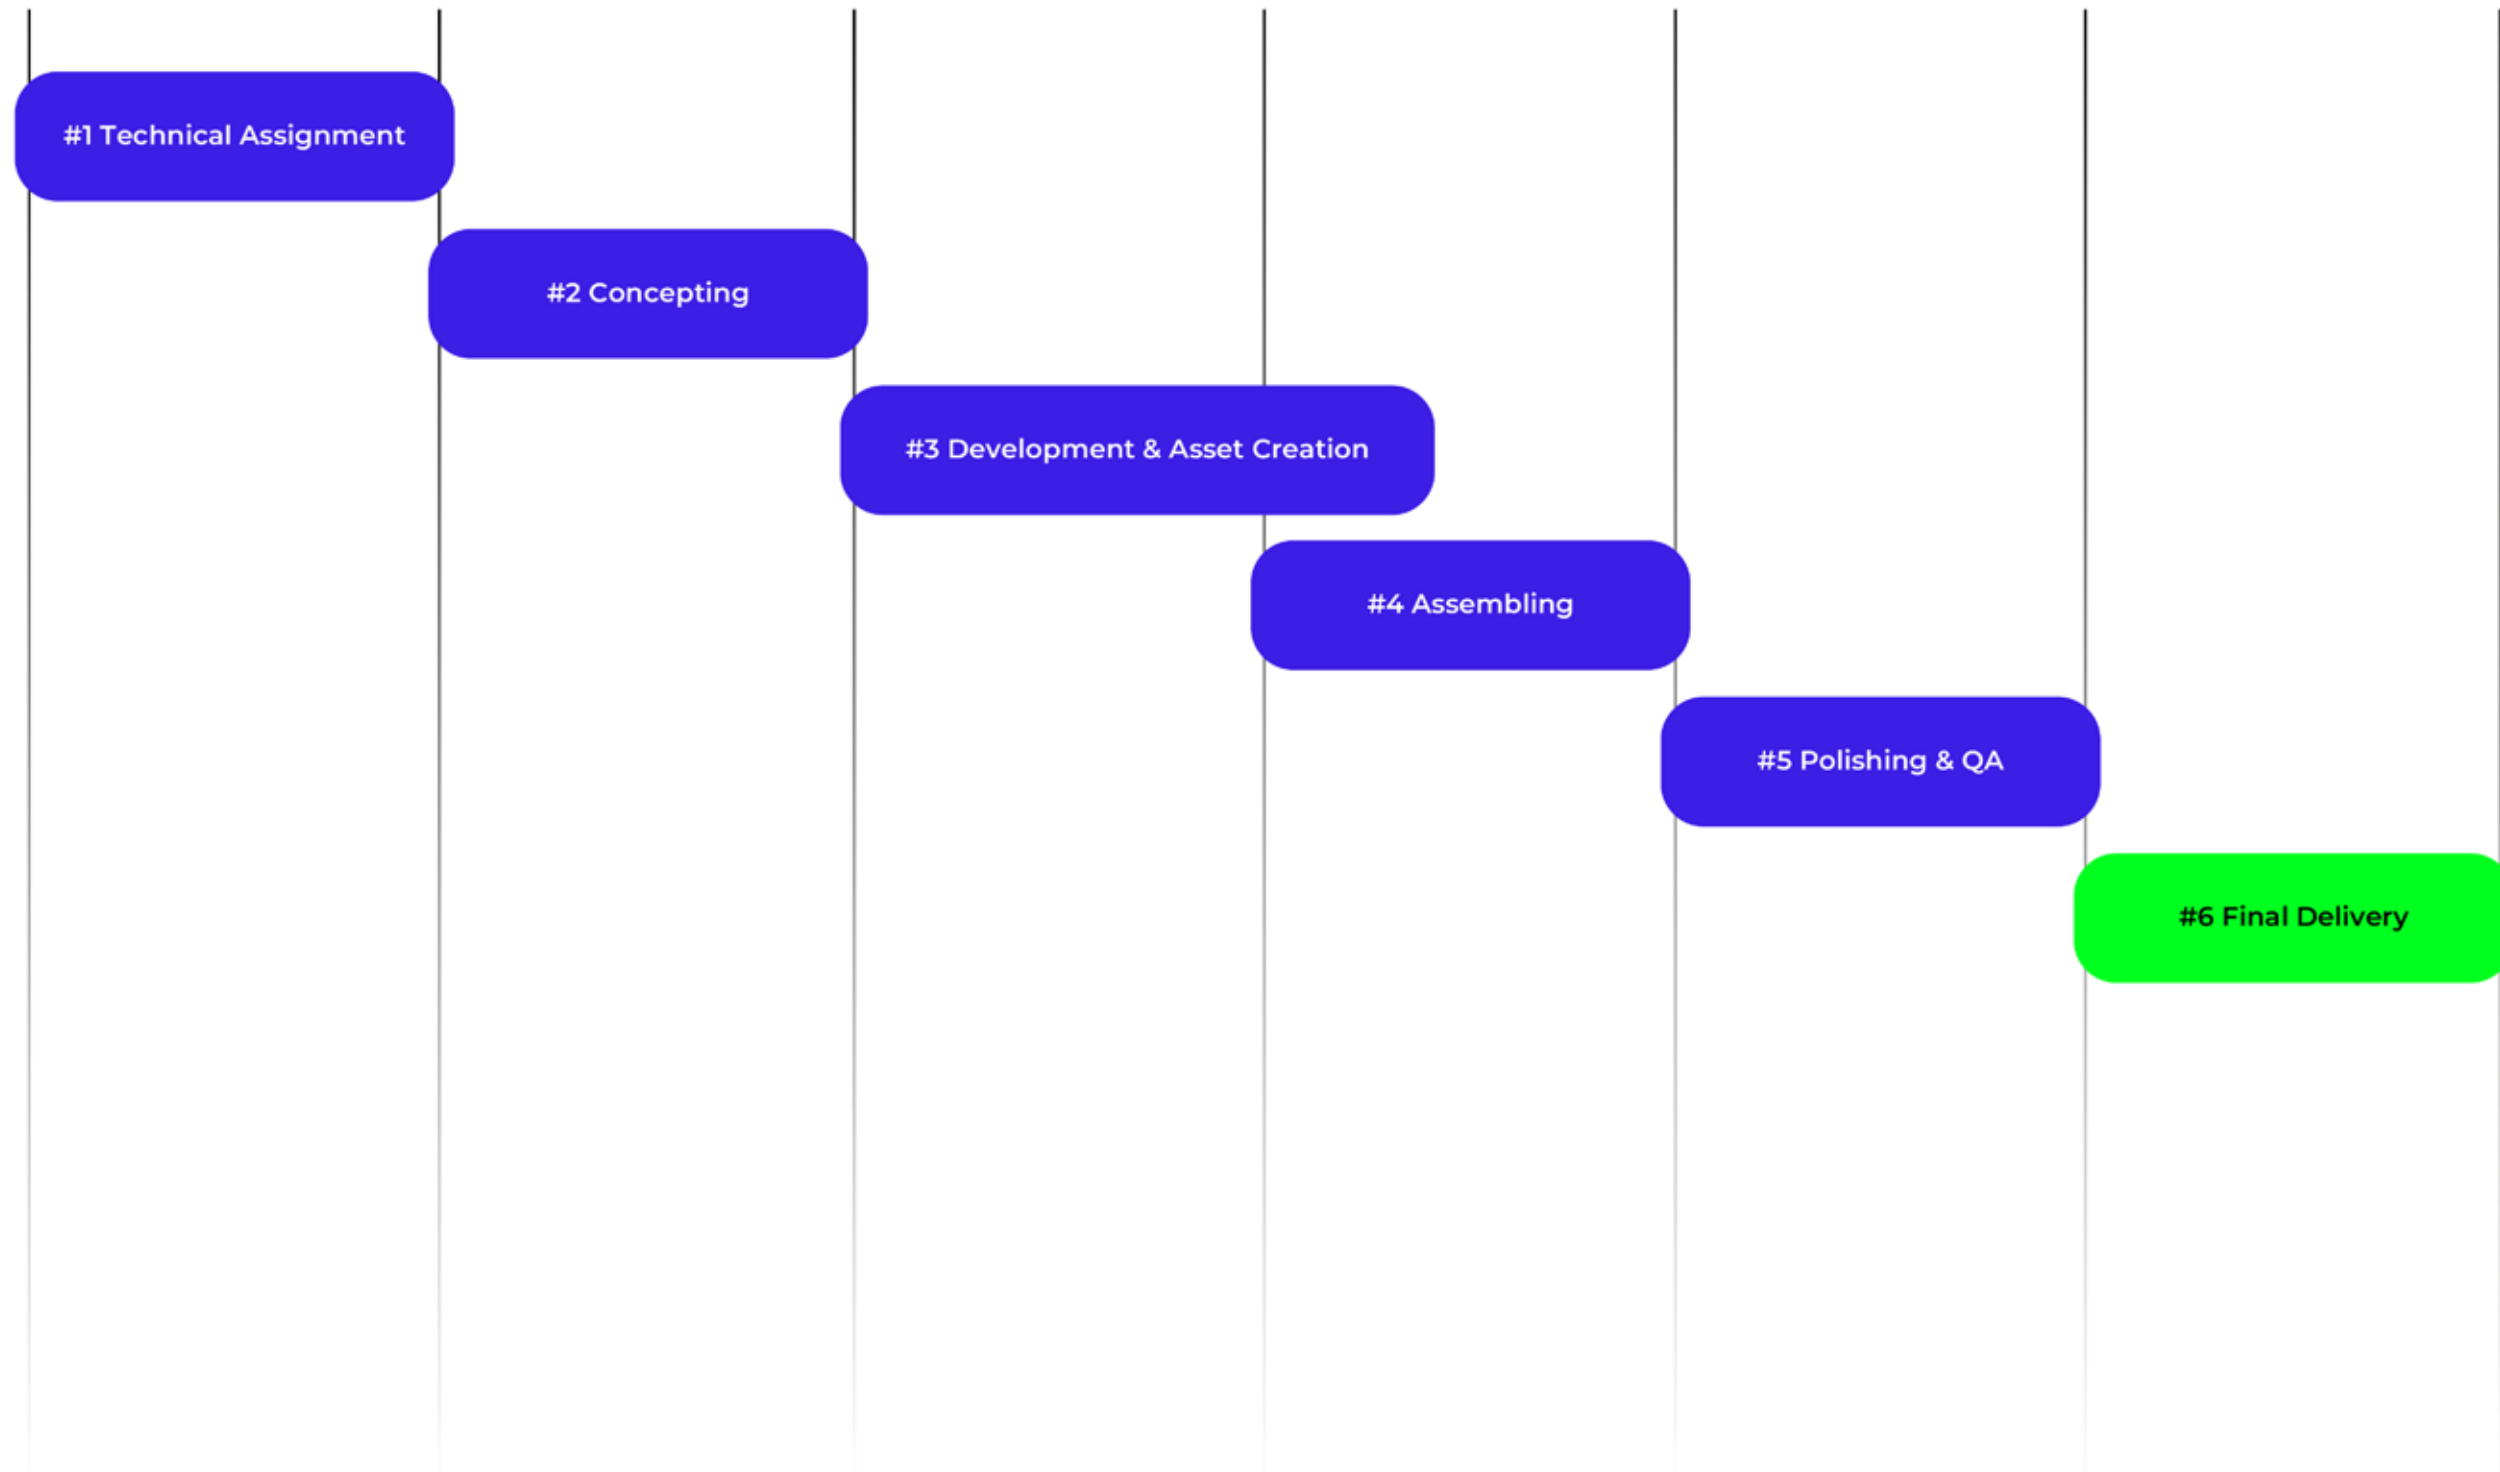 #1 Technical Assignment
#2 Concepting
#3 Development & Asset Creation
#4 Assembling
#5 Polishing & QA
#6 Final Delivery